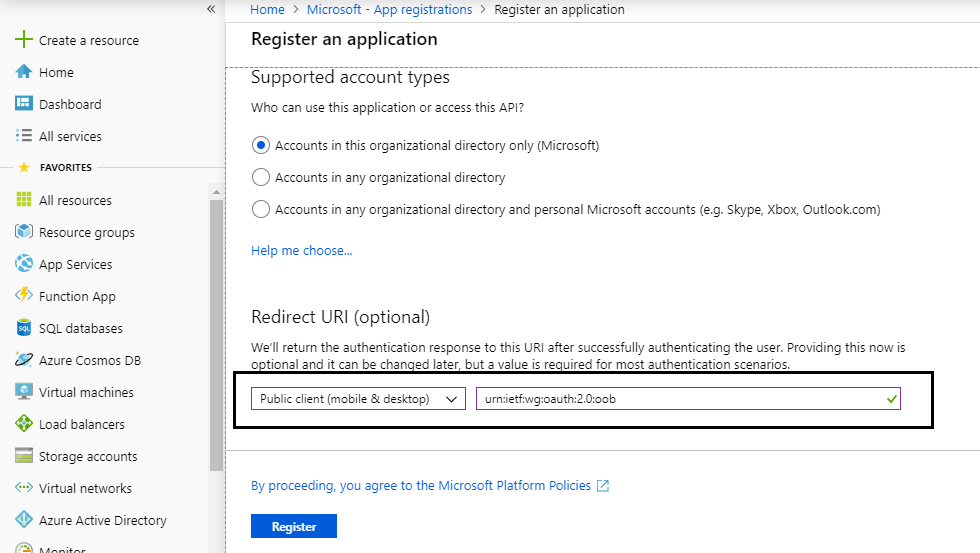 «
Home > Microsoft - App registrations > Register an application
Create a resource
Home
Dashboard
All services
FAVORITES
All resources
Resource groups
App Services
Function App
SQL
SQL databases
Azure Cosmos DB
Virtual machines
Load balancers
Storage accounts
Virtual networks
Azure Active Directory
Monitor
Register an application
Supported account types
Who can use this application or access this API?
Accounts in this organizational directory only (Microsoft)
Accounts in any organizational directory
Accounts in any organizational directory and personal Microsoft accounts (e.g. Skype, Xbox, Outlook.com)
Help me choose...
Redirect URI (optional)
We'll return the authentication response to this URI after successfully authenticating the user. Providing this now is
optional and it can be changed later, but a value is required for most authentication scenarios.
Public client (mobile & desktop) urn:ietf:wg:oauth:2.0:oob
By proceeding, you agree to the Microsoft Platform Policies
Register